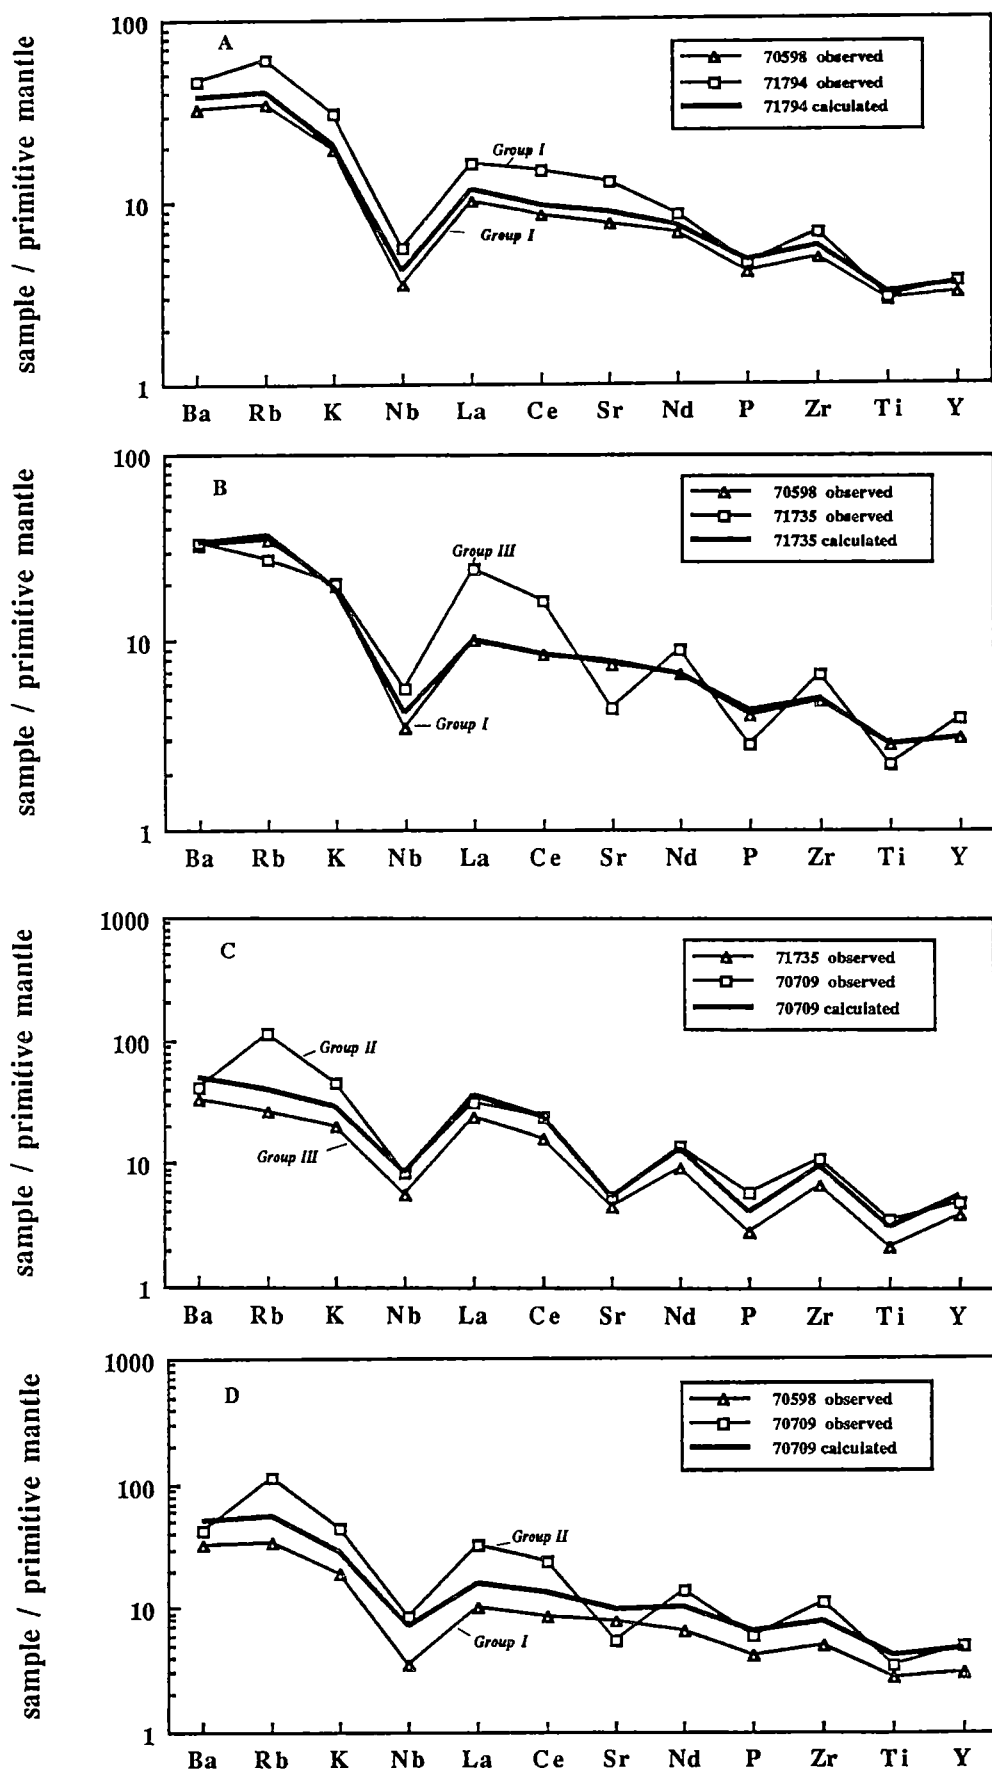 100
A
70598 observed
71794 observed
71794 calculated
Group I
10
Group I
1
sample / primitive mantle
Ba Rb K Nb La Ce Sr Nd P Zr Ti Y
100
B
70598 observed
71735 observed
71735 calculated
Group III
10
Group I
1
sample / primitive mantle
Ba Rb K Nb La Ce Sr Nd P Zr Ti Y
1000
C
71735 observed
70709 observed
70709 calculated
100
Group II
Group III
10
1
sample / primitive mantle
Ba Rb K Nb La Ce Sr Nd P Zr Ti Y
1000
D
70598 observed
70709 observed
70709 calculated
100
Group II
10
Group I
1
sample / primitive mantle
Ba Rb K Nb La Ce Sr Nd P Zr Ti Y